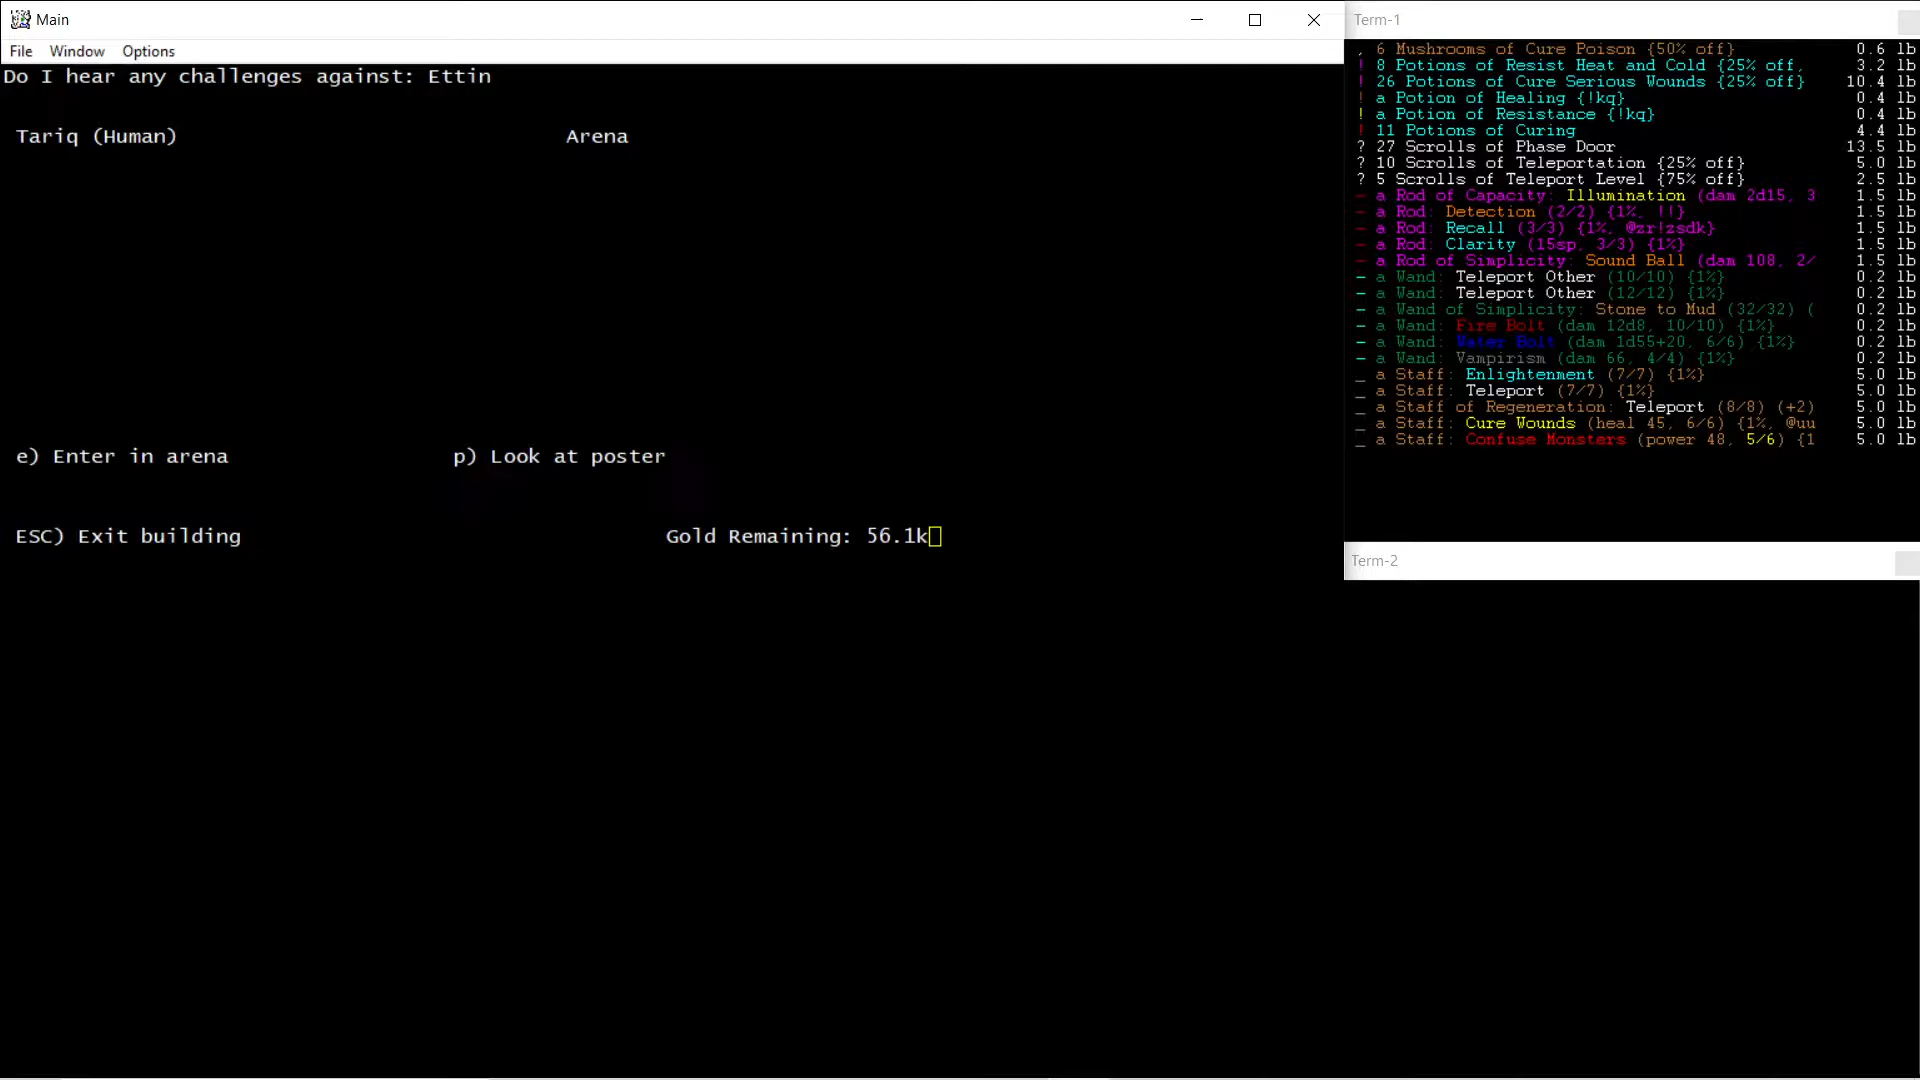 Main
File Window Options
Do I hear any challenges against: Ettin
Tariq (Human) Arena
e) Enter in arena p) Look at poster
ESC) Exit building Gold Remaining: 56.1k
Term-1
, 6 Mushrooms of Cure Poison {50% off} 0.6 lb
! 8 Potions of Resist Heat and Cold {25% off, 3.2 lb
! 26 Potions of Cure Serious Wounds {25% off} 10.4 lb
! a Potion of Healing {!kq} 0.4 lb
! a Potion of Resistance {!kq} 0.4 lb
! 11 Potions of Curing 4.4 lb
? 27 Scrolls of Phase Door 13.5 lb
? 10 Scrolls of Teleportation {25% off} 5.0 lb
? 5 Scrolls of Teleport Level {75% off} 2.5 lb
- a Rod of Capacity: Illumination (dam 2d15, 3 1.5 lb
- a Rod: Detection (2/2) {1%, !!} 1.5 lb
- a Rod: Recall (3/3) {1%, @zr!zsdk} 1.5 lb
- a Rod: Clarity (15sp, 3/3) {1%} 1.5 lb
- a Rod of Simplicity: Sound Ball (dam 108, 2/ 1.5 lb
- a Wand: Teleport Other (10/10) {1%} 0.2 lb
- a Wand: Teleport Other (12/12) {1%} 0.2 lb
- a Wand of Simplicity: Stone to Mud (32/32) ( 0.2 lb
- a Wand: Fire Bolt (dam 12d8, 10/10) {1%} 0.2 lb
- a Wand: Water Bolt (dam 1d55+20, 6/6) {1%} 0.2 lb
- a Wand: Vampirism (dam 66, 4/4) {1%} 0.2 lb
_ a Staff: Enlightenment (7/7) {1%} 5.0 lb
_ a Staff: Teleport (7/7) {1%} 5.0 lb
_ a Staff of Regeneration: Teleport (8/8) (+2) 5.0 lb
_ a Staff: Cure Wounds (heal 45, 6/6) {1%, @uu 5.0 lb
_ a Staff: Confuse Monsters (power 48, 5/6) {1 5.0 lb
Term-2